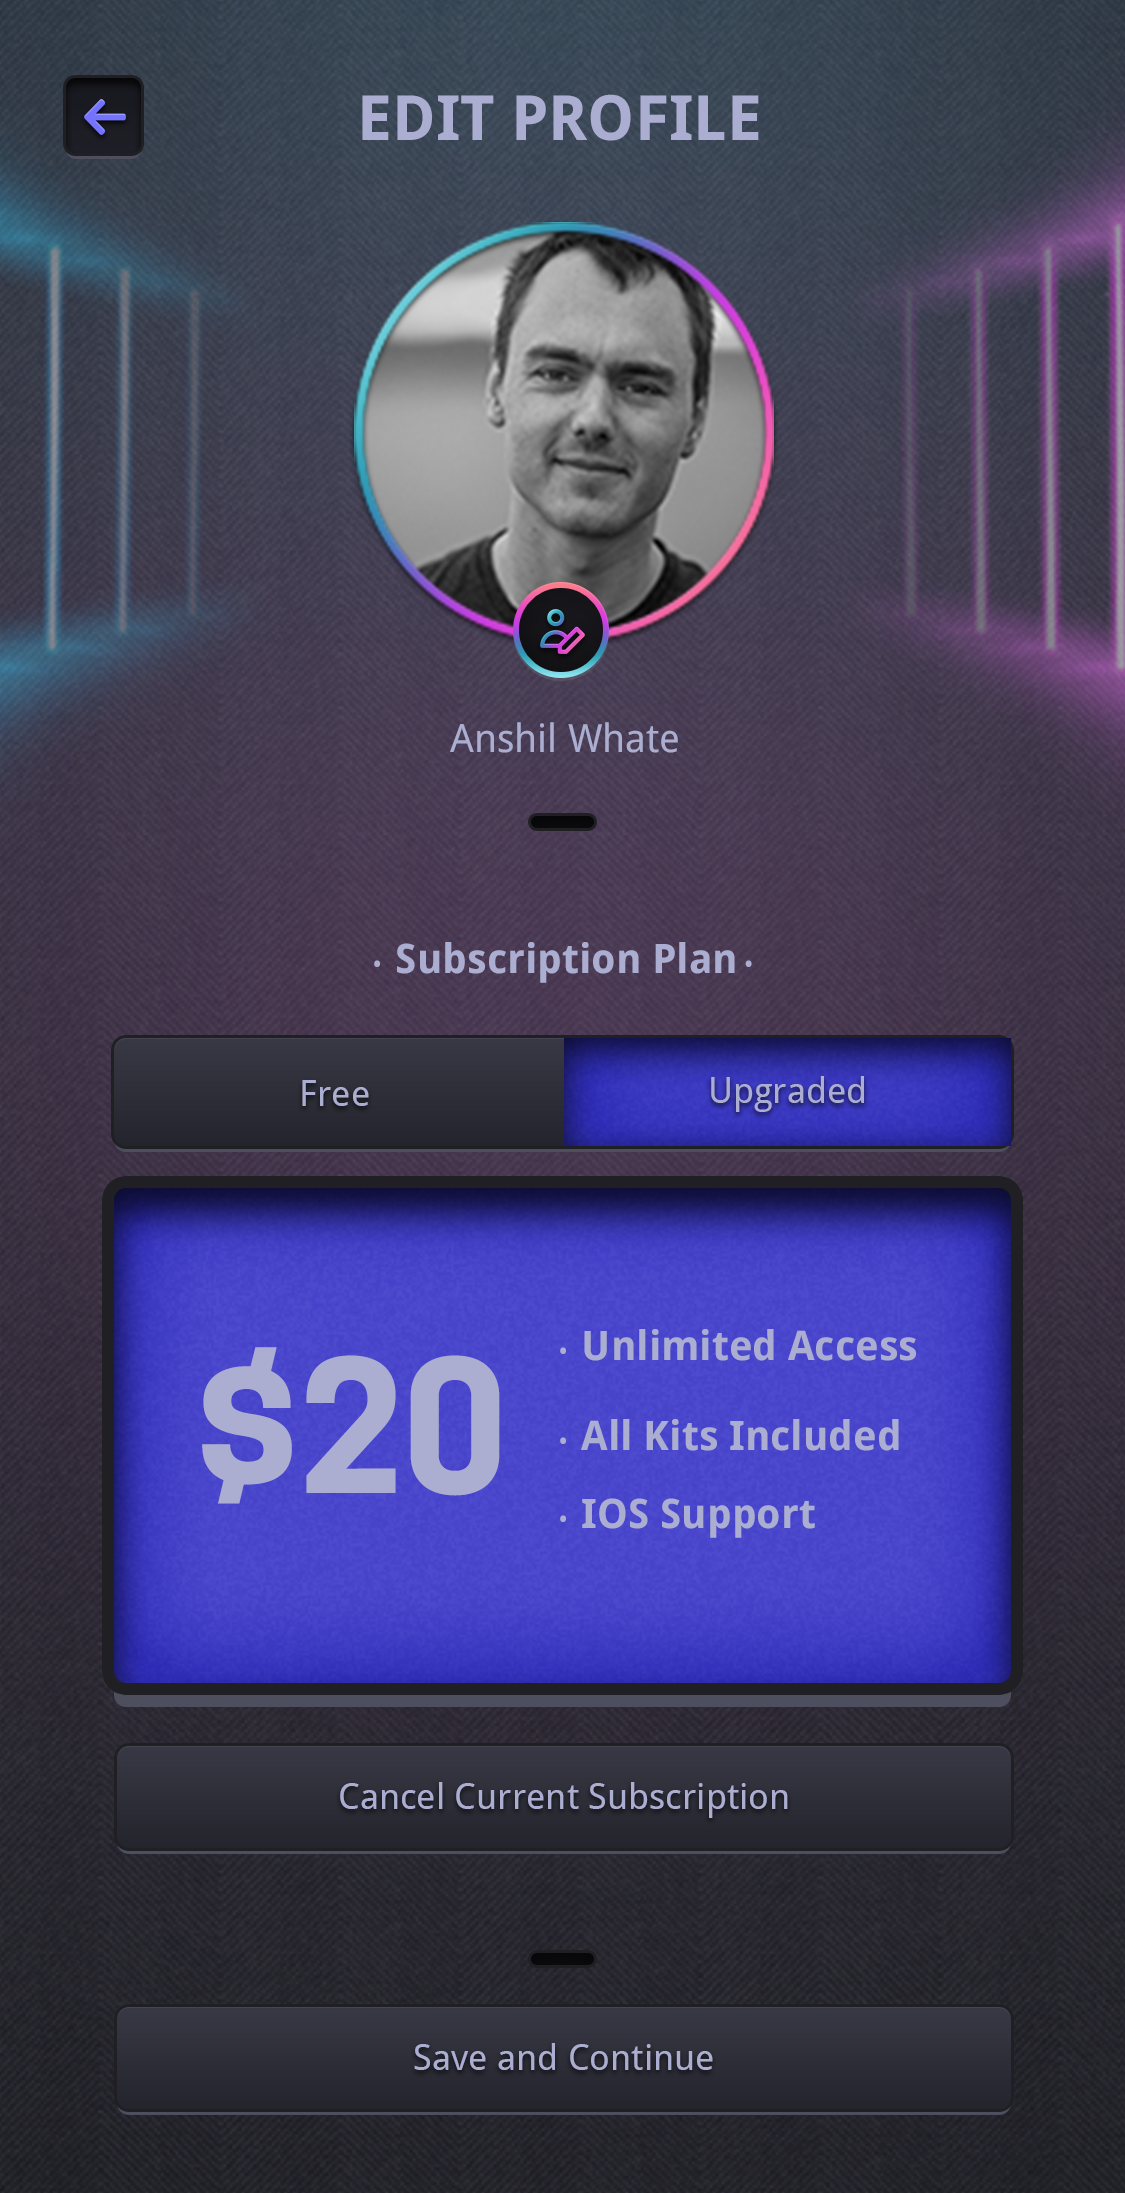 EDIT PROFILE
Anshil Whate
· Subscription Plan ·
Free
Upgraded
$20
· Unlimited Access
· All Kits Included
· IOS Support
Cancel Current Subscription
Save and Continue